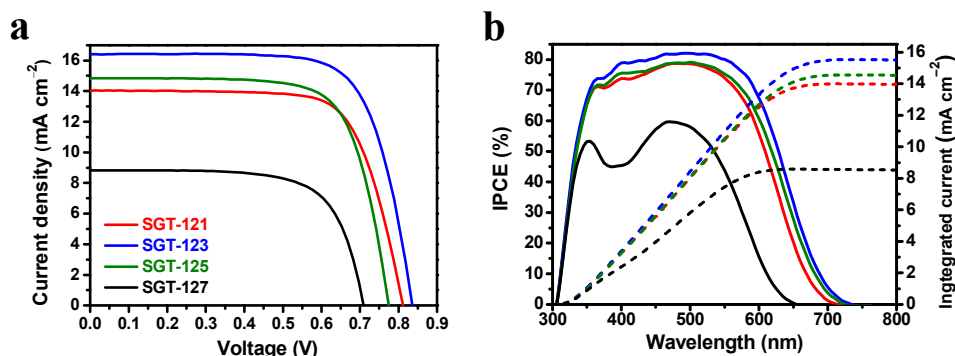 a
16
14
12
10
8
6
4
2
0
Current density (mA cm⁻²)
SGT-121
SGT-123
SGT-125
SGT-127
0.0 0.1 0.2 0.3 0.4 0.5 0.6 0.7 0.8 0.9
Voltage (V)
b
80
70
60
50
40
30
20
10
0
IPCE (%)
16
14
12
10
8
6
4
2
0
Ingtegrated current (mA cm⁻²)
300 400 500 600 700 800
Wavelength (nm)